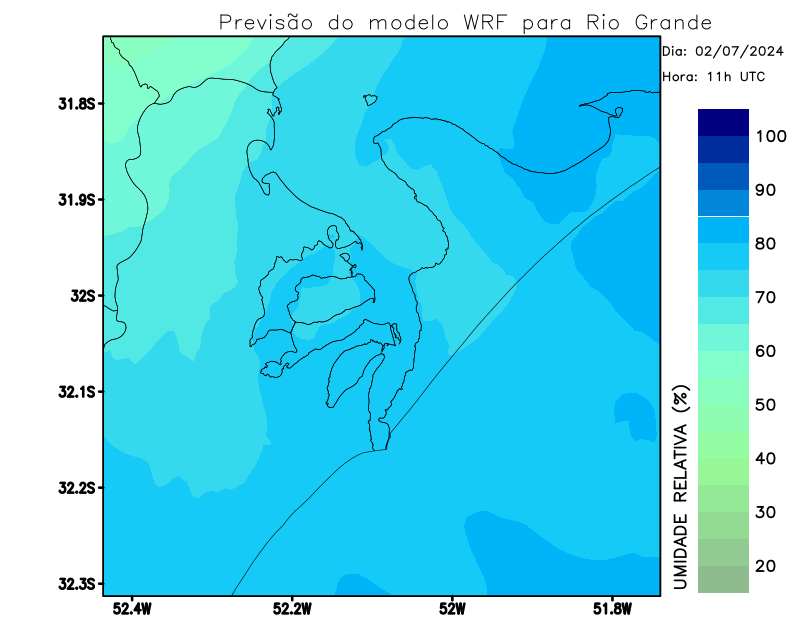 Previsão do modelo WRF para Rio Grande
Dia: 02/07/2024
Hora: 11h UTC
31.8S
31.9S
32S
32.1S
32.2S
32.3S
52.4W
52.2W
52W
51.8W
UMIDADE RELATIVA (%)
100
90
80
70
60
50
40
30
20